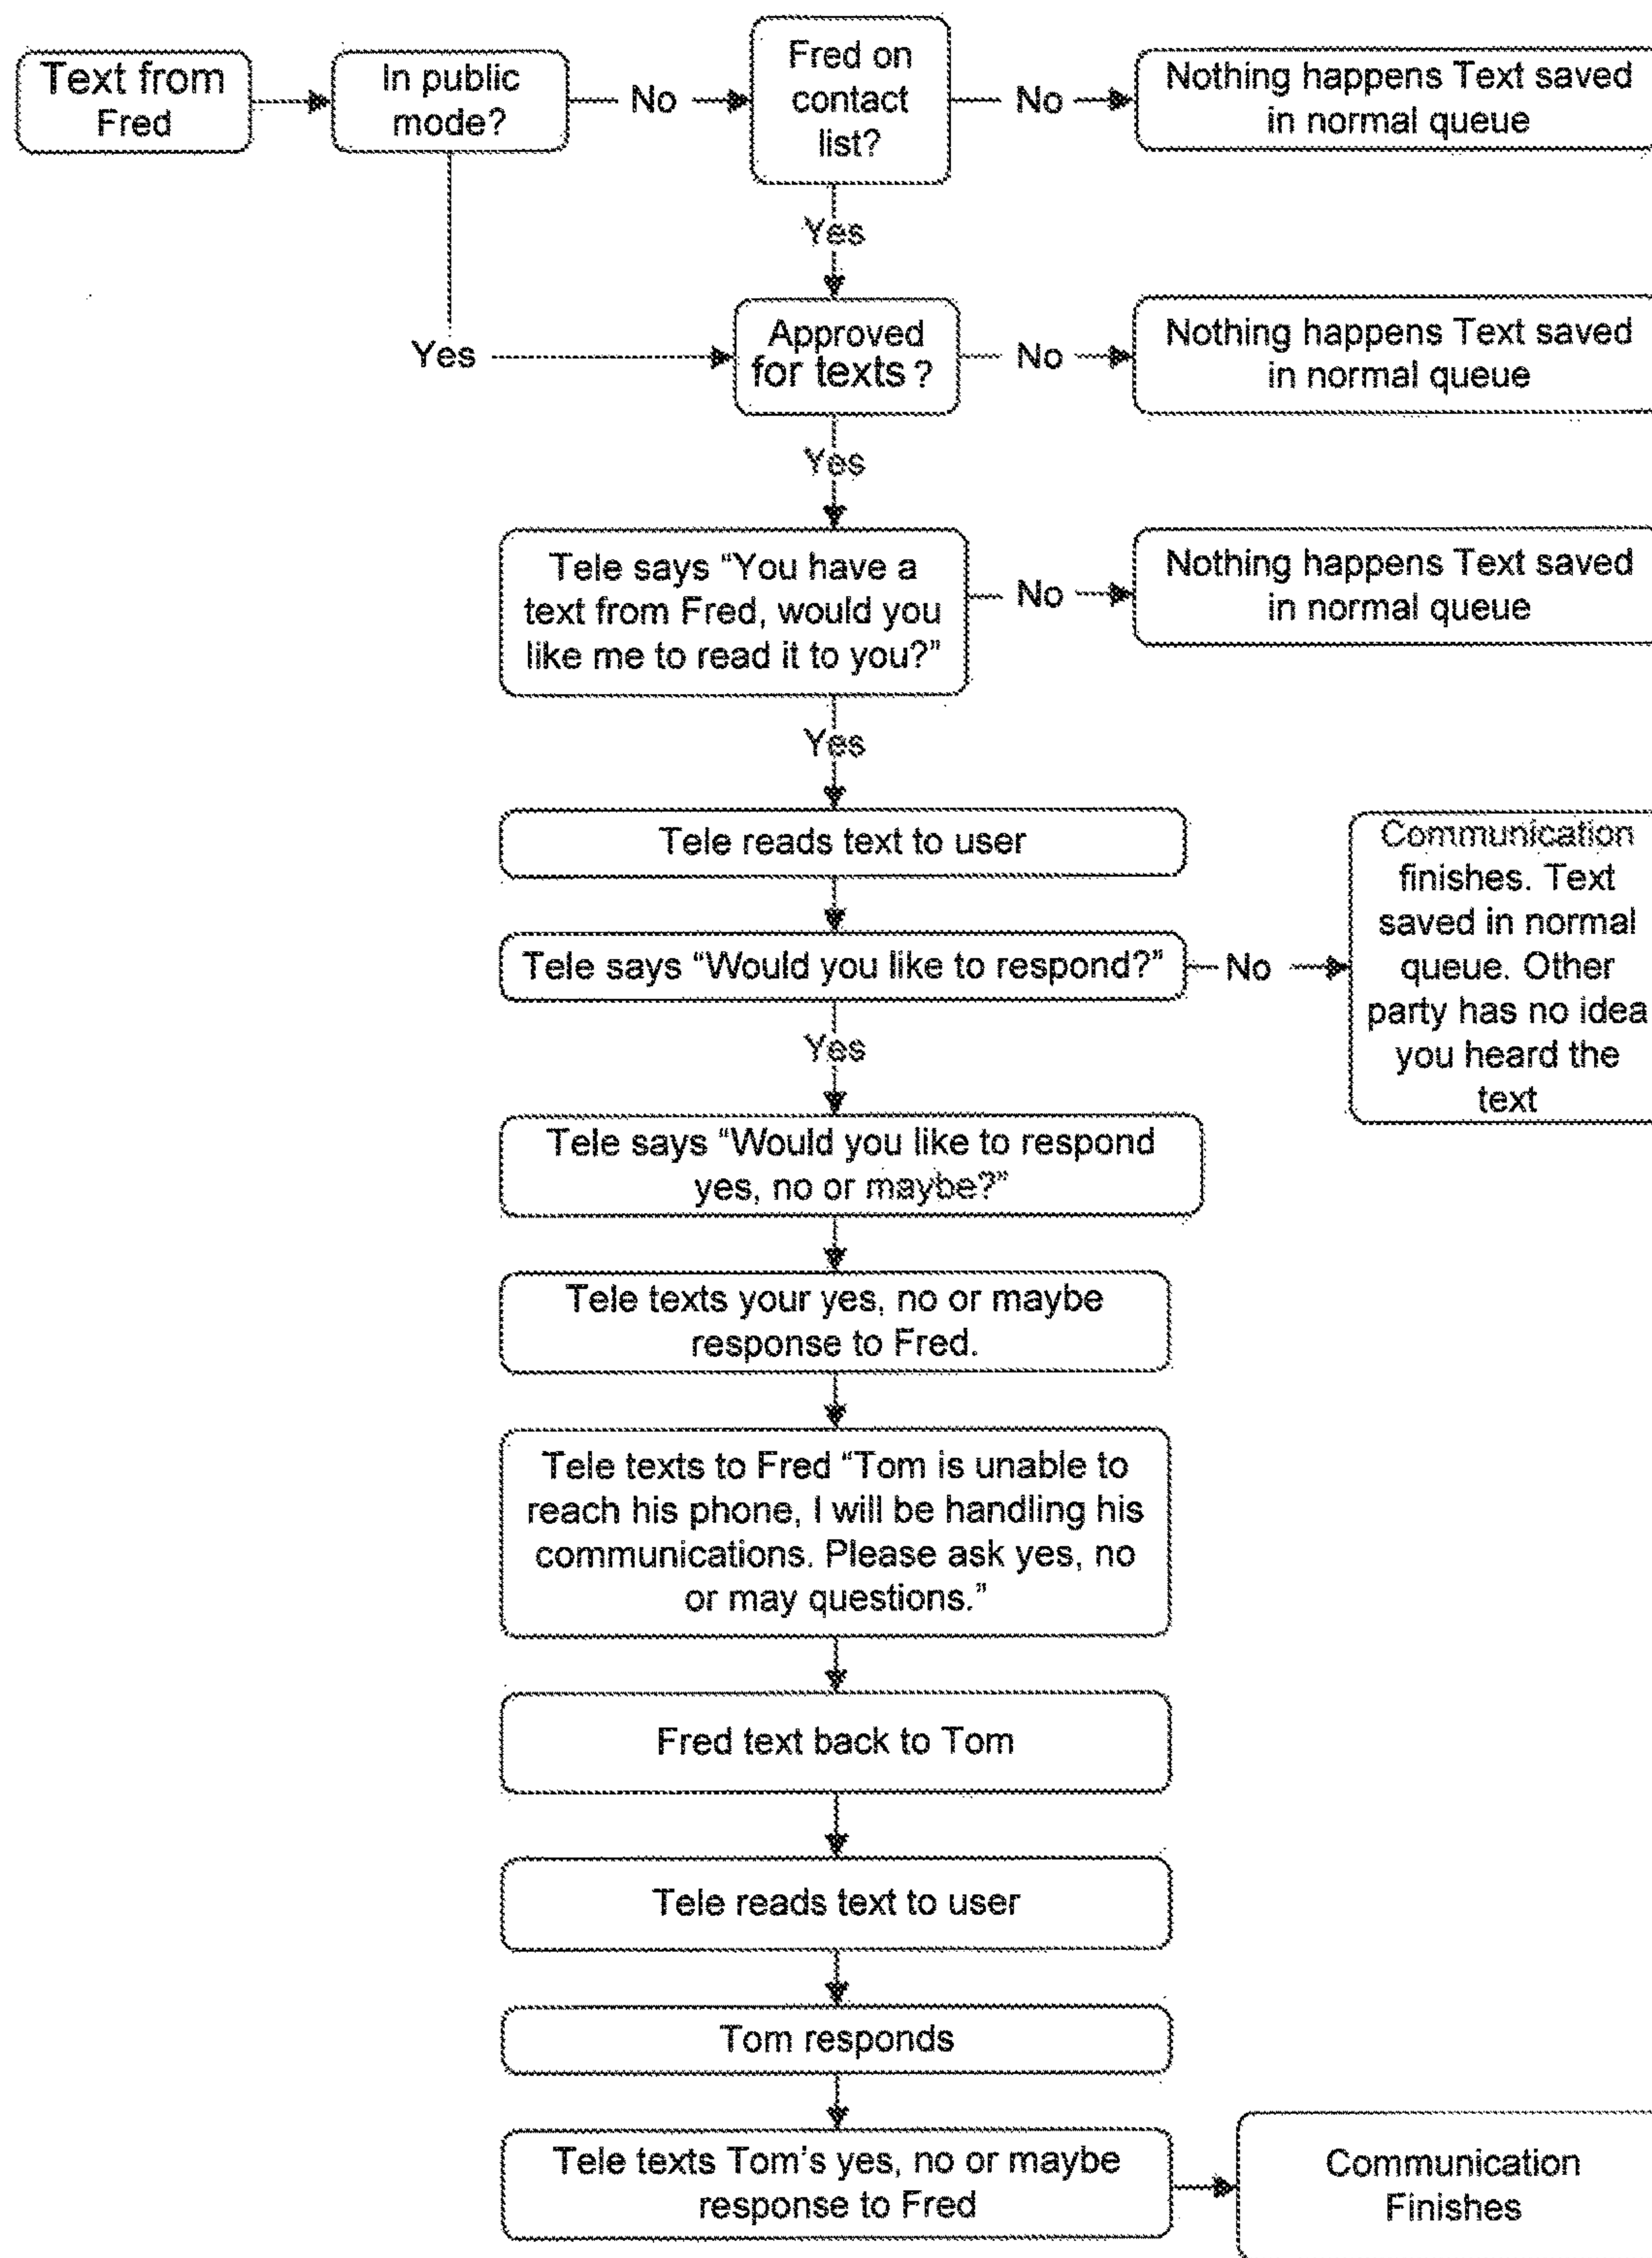 Text from
Fred
In public
mode?
No
Fred on
contact
list?
No
Nothing happens Text saved
in normal queue
Yes
Yes
Approved
for texts ?
No
Nothing happens Text saved
in normal queue
Yes
Tele says “You have a
text from Fred, would you
like me to read it to you?”
No
Nothing happens Text saved
in normal queue
Yes
Tele reads text to user
Tele says “Would you like to respond?”
No
Communication
finishes. Text
saved in normal
queue. Other
party has no idea
you heard the
text
Yes
Tele says “Would you like to respond
yes, no or maybe?”
Tele texts your yes, no or maybe
response to Fred.
Tele texts to Fred “Tom is unable to
reach his phone, I will be handling his
communications. Please ask yes, no
or may questions.”
Fred text back to Tom
Tele reads text to user
Tom responds
Tele texts Tom's yes, no or maybe
response to Fred
Communication
Finishes